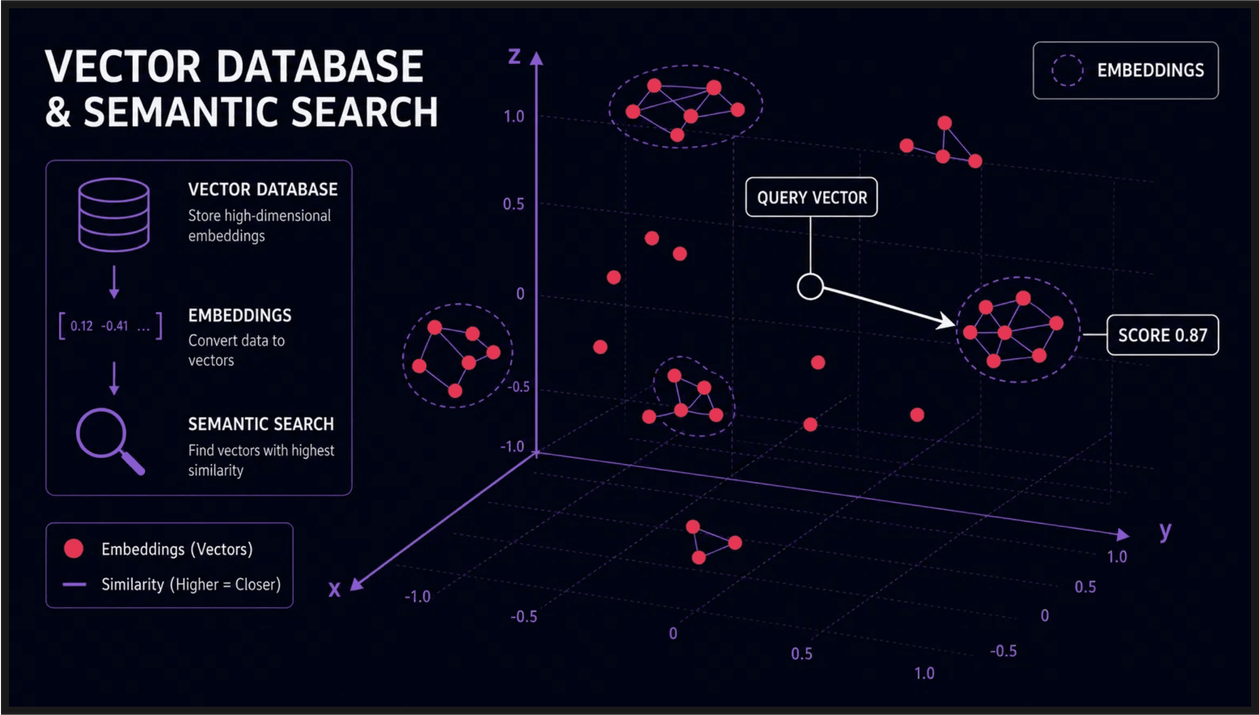 VECTOR DATABASE
& SEMANTIC SEARCH
VECTOR DATABASE
Store high-dimensional
embeddings
[ 0.12 -0.41 ... ]
EMBEDDINGS
Convert data to
vectors
SEMANTIC SEARCH
Find vectors with highest
similarity
Embeddings (Vectors)
Similarity (Higher = Closer)
Z
1.0
0.5
0
-0.5
-1.0
EMBEDDINGS
QUERY VECTOR
SCORE 0.87
x
-1.0
-0.5
0
0.5
1.0
y
1.0
0.5
0
-0.5